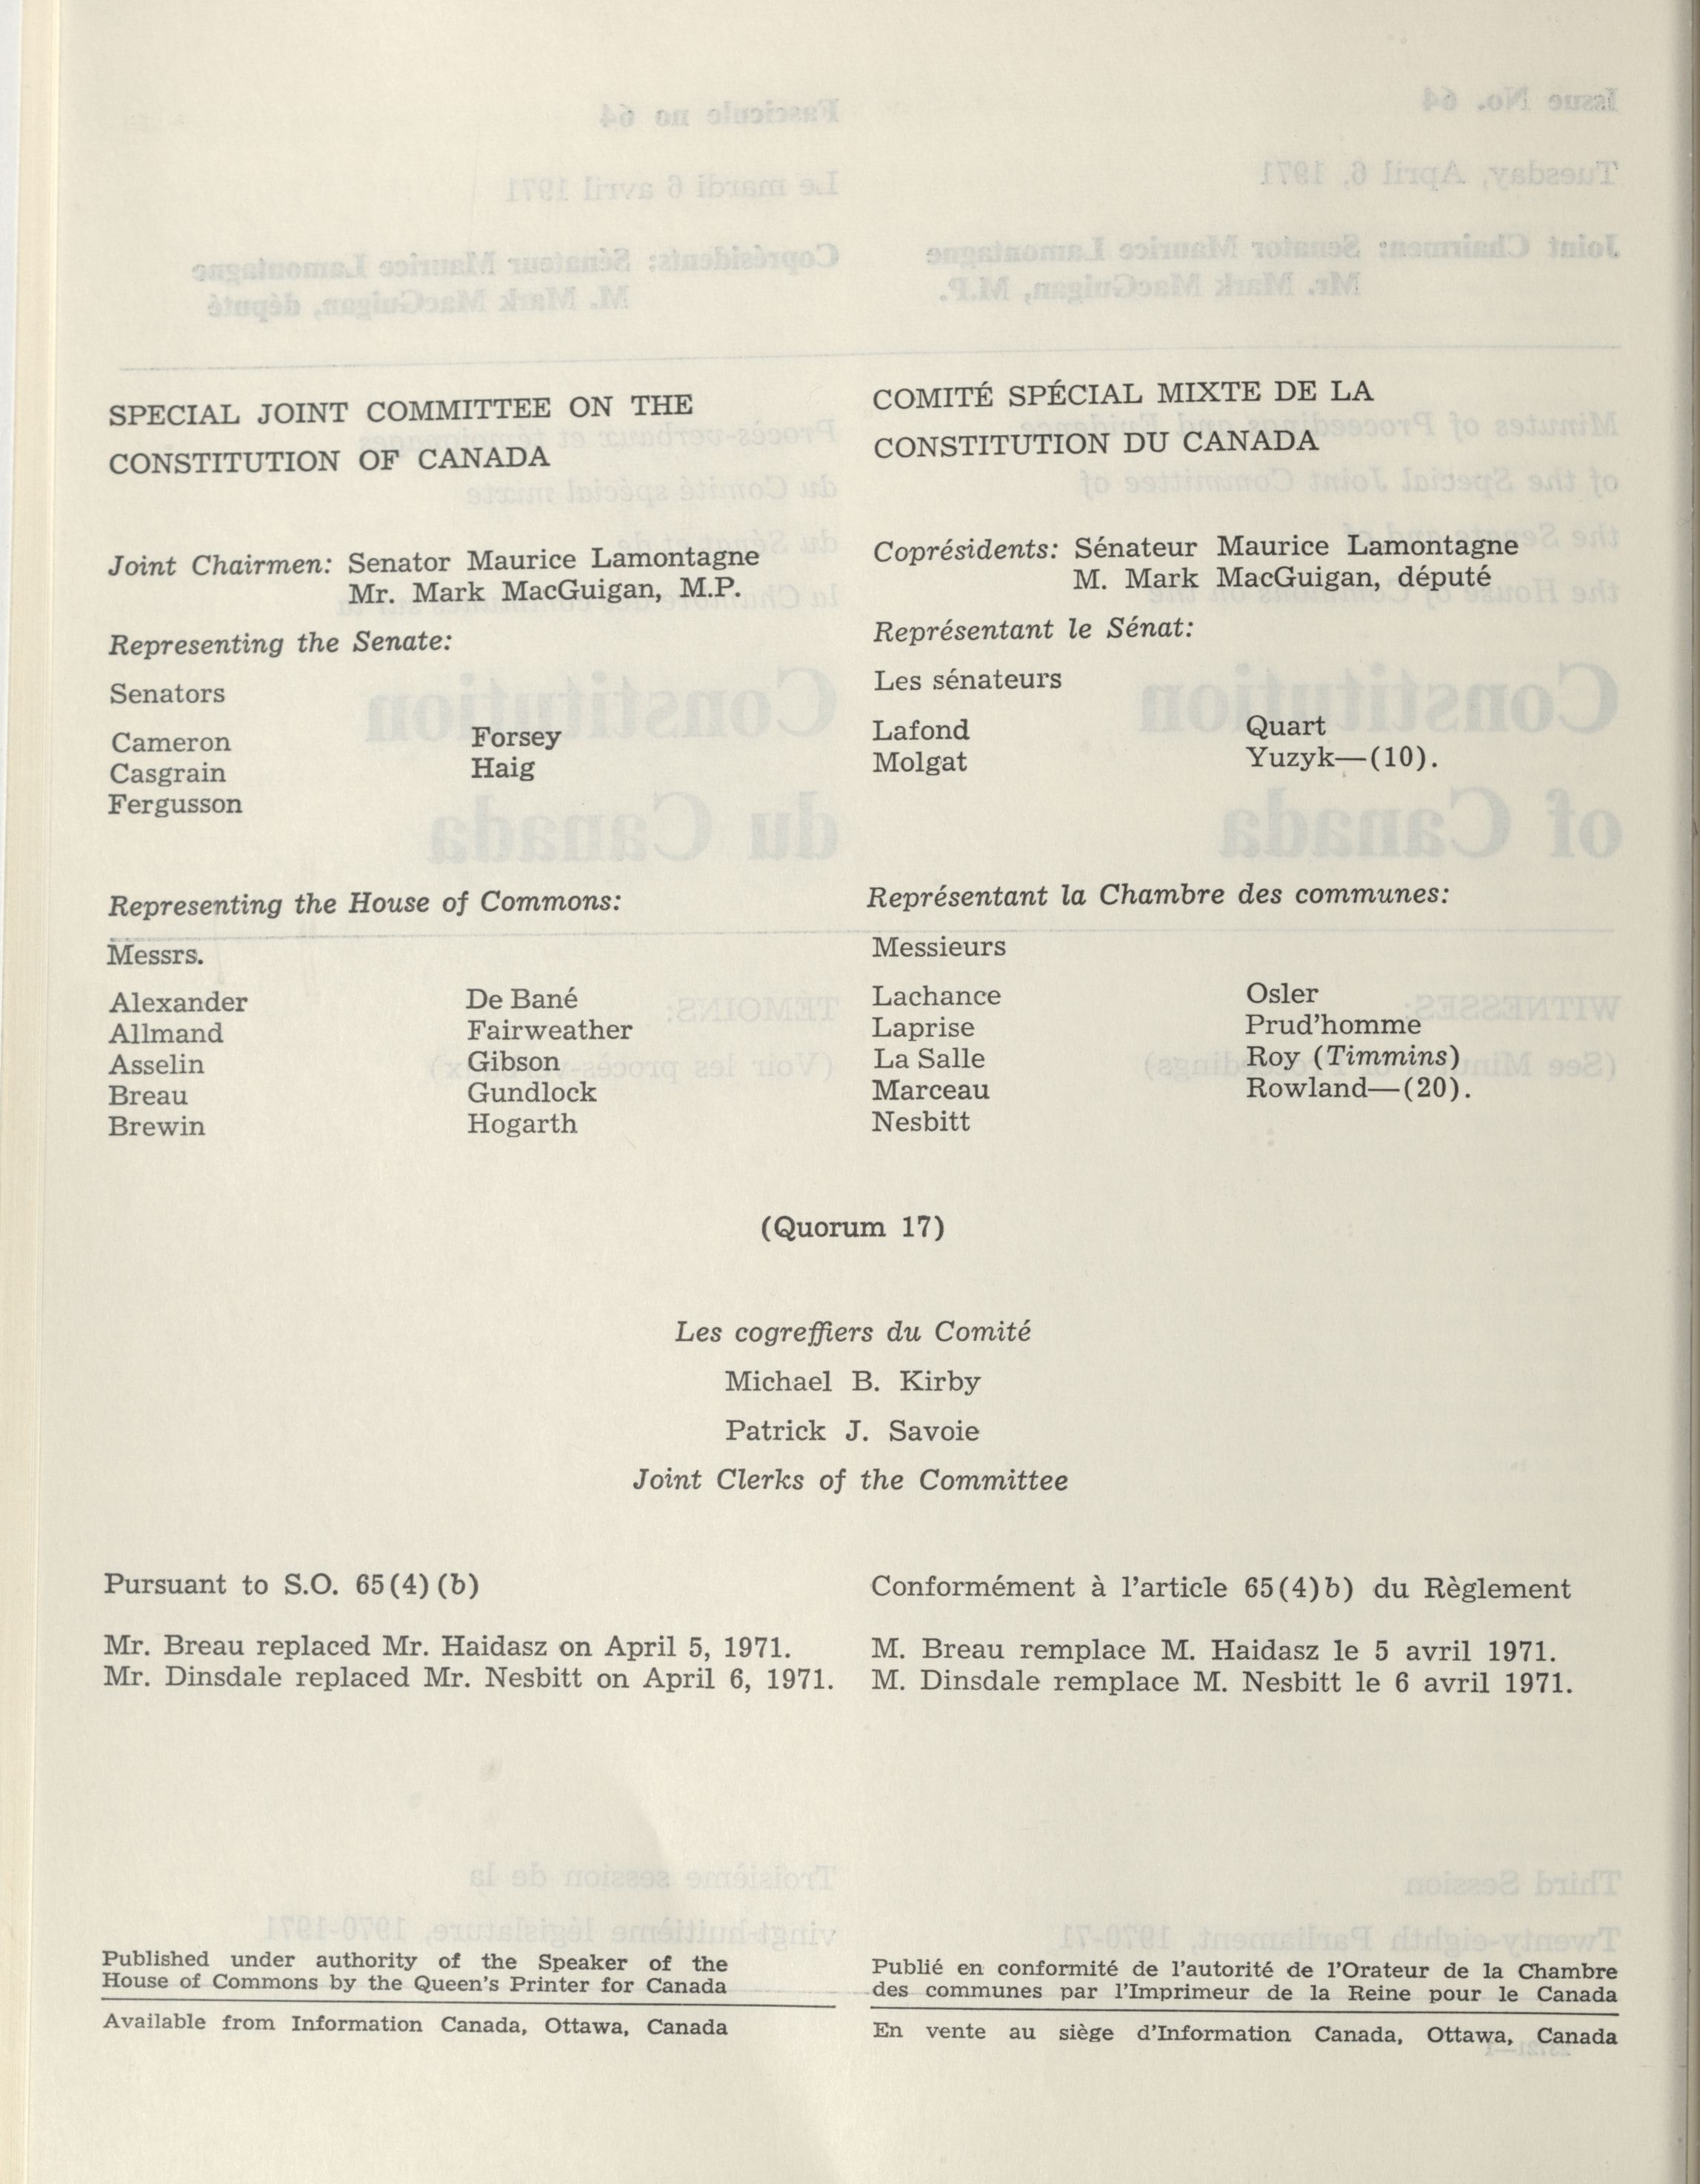 SPECIAL JOINT COMMITTEE ON THE
CONSTITUTION OF CANADA
Joint Chairmen: Senator Maurice Lamontagne
Mr. Mark MacGuigan, M.P.
Representing the Senate:
Senators
Cameron Forsey
Casgrain Haig
Fergusson
COMITÉ SPÉCIAL MIXTE DE LA
CONSTITUTION DU CANADA
Coprésidents: Sénateur Maurice Lamontagne
M. Mark MacGuigan, député
Représentant le Sénat:
Les sénateurs
Lafond Quart
Molgat Yuzyk—(10).
Representing the House of Commons:
Messrs.
Alexander De Bané
Allmand Fairweather
Asselin Gibson
Breau Gundlock
Brewin Hogarth
Représentant la Chambre des communes:
Messieurs
Lachance Osler
Laprise Prud'homme
La Salle Roy (Timmins)
Marceau Rowland—(20).
Nesbitt
(Quorum 17)
Les cogreffiers du Comité
Michael B. Kirby
Patrick J. Savoie
Joint Clerks of the Committee
Pursuant to S.O. 65(4)(b)
Mr. Breau replaced Mr. Haidasz on April 5, 1971.
Mr. Dinsdale replaced Mr. Nesbitt on April 6, 1971.
Conformément à l'article 65(4)b) du Règlement
M. Breau remplace M. Haidasz le 5 avril 1971.
M. Dinsdale remplace M. Nesbitt le 6 avril 1971.
Published under authority of the Speaker of the
House of Commons by the Queen's Printer for Canada
Available from Information Canada, Ottawa, Canada
Publié en conformité de l'autorité de l'Orateur de la Chambre
des communes par l'Imprimeur de la Reine pour le Canada
En vente au siège d'Information Canada, Ottawa, Canada